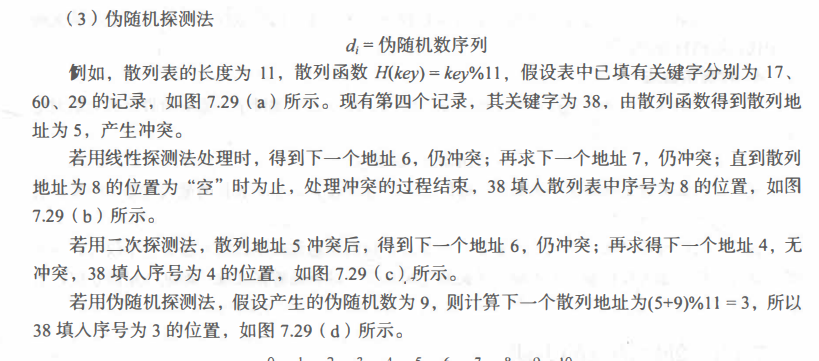 （3）伪随机探测法
di = 伪随机数序列
例如，散列表的长度为 11，散列函数 H(key) = key%11，假设表中已填有关键字分别为 17、
60、29 的记录，如图 7.29（a）所示。现有第四个记录，其关键字为 38，由散列函数得到散列地
址为 5，产生冲突。
若用线性探测法处理时，得到下一个地址 6，仍冲突；再求下一个地址 7，仍冲突；直到散列
地址为 8 的位置为“空”时为止，处理冲突的过程结束，38 填入散列表中序号为 8 的位置，如图
7.29（b）所示。
若用二次探测法，散列地址 5 冲突后，得到下一个地址 6，仍冲突；再求得下一个地址 4，无
冲突，38 填入序号为 4 的位置，如图 7.29（c）所示。
若用伪随机探测法，假设产生的伪随机数为 9，则计算下一个散列地址为(5+9)%11 = 3，所以
38 填入序号为 3 的位置，如图 7.29（d）所示。
0 1 2 3 4 5 6 7 8 9 10